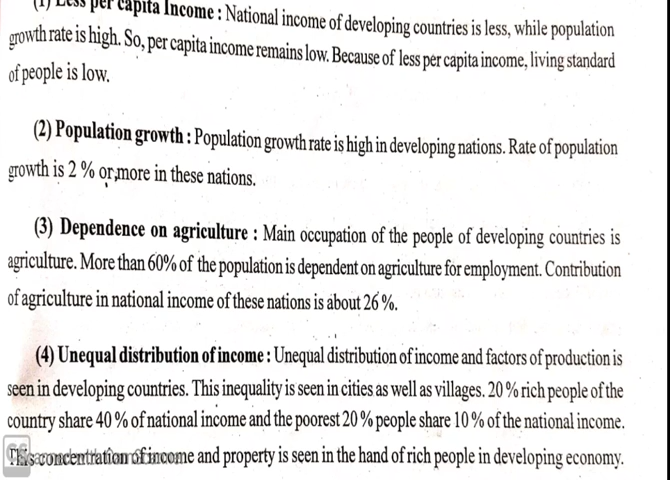 (1) Less per capita Income : National income of developing countries is less, while population
growth rate is high. So, per capita income remains low. Because of less per capita income, living standard
of people is low.
(2) Population growth : Population growth rate is high in developing nations. Rate of population
growth is 2 % or more in these nations.
(3) Dependence on agriculture : Main occupation of the people of developing countries is
agriculture. More than 60% of the population is dependent on agriculture for employment. Contribution
of agriculture in national income of these nations is about 26 %.
(4) Unequal distribution of income : Unequal distribution of income and factors of production is
seen in developing countries. This inequality is seen in cities as well as villages. 20 % rich people of the
country share 40 % of national income and the poorest 20 % people share 10 % of the national income.
This concentration of income and property is seen in the hand of rich people in developing economy.
CS
Scanned with CamScanner